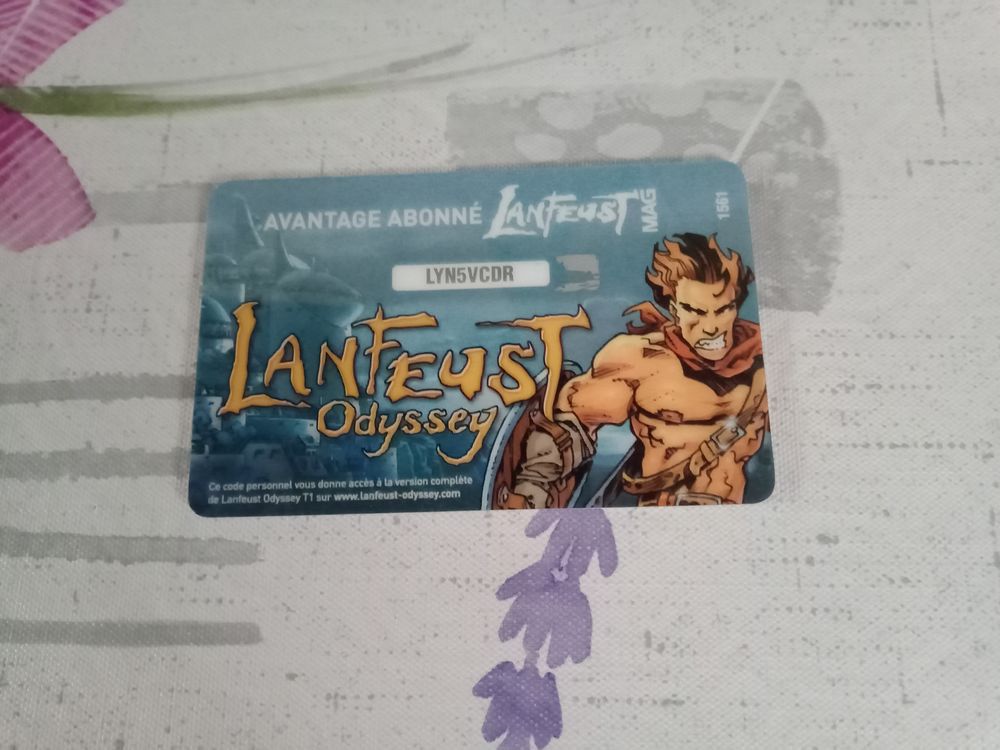 AVANTAGE ABONNÉ LANFEUST MAG
1561
LYN5VCDR
LANFEUST
Odyssey
Ce code personnel vous donne accès à la version complète
de Lanfeust Odyssey T1 sur www.lanfeust-odyssey.com